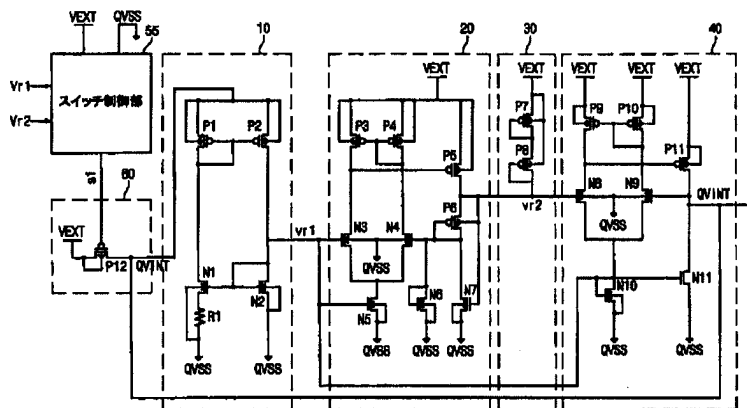 VEXT
QVSS
55
Vr1
Vr2
スイッチ制御部
s1
60
VEXT
P12
QVINT
10
P1
P2
N1
N2
R1
QVSS
QVSS
vr1
20
VEXT
P3
P4
P5
P6
N3
N4
QVSS
N5
N6
N7
QVSS
QVSS
QVSS
30
VEXT
P7
P8
vr2
40
VEXT
VEXT
VEXT
P9
P10
P11
N8
N9
QVINT
QVSS
N10
N11
QVSS
QVSS